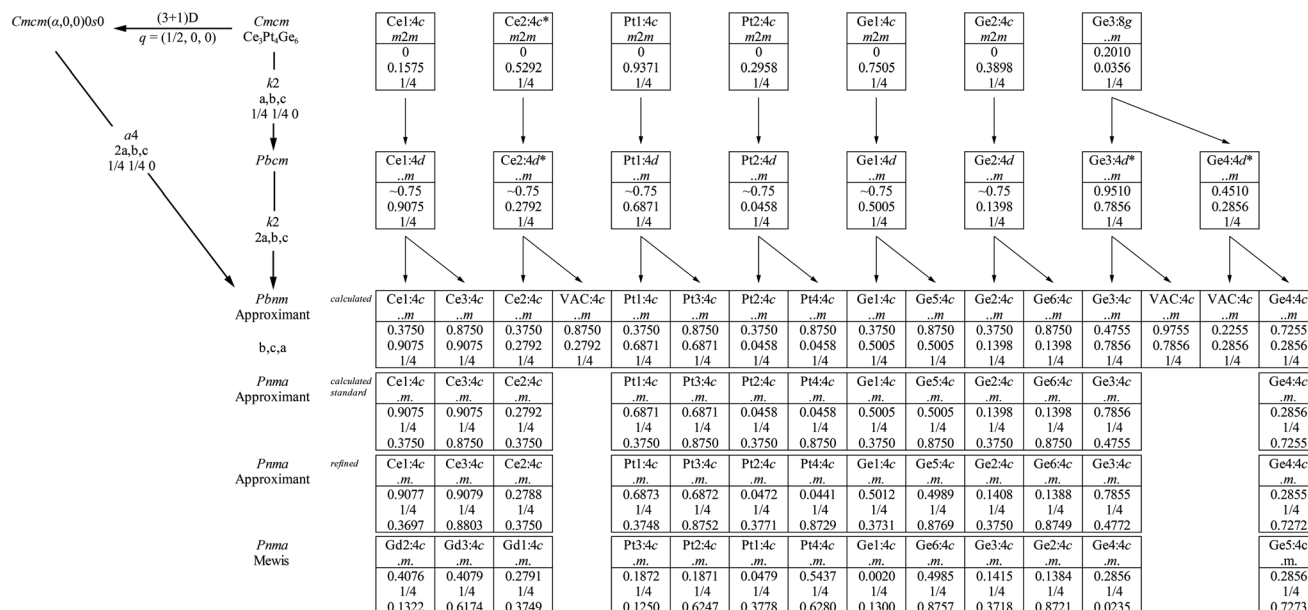 Cmcm(α,0,0)0s0 (3+1)D Cmcm Ce1:4c Ce2:4c* Pt1:4c Pt2:4c Ge1:4c Ge2:4c Ge3:8g
q = (1/2, 0, 0) Ce₃Pt₄Ge₆ m2m m2m m2m m2m m2m m2m ..m
0 0 0 0 0 0 0.2010
0.1575 0.5292 0.9371 0.2958 0.7505 0.3898 0.0356
1/4 1/4 1/4 1/4 1/4 1/4 1/4
k2
a,b,c
1/4 1/4 0
a4
2a,b,c
1/4 1/4 0
Pbcm Ce1:4d Ce2:4d* Pt1:4d Pt2:4d Ge1:4d Ge2:4d Ge3:4d* Ge4:4d*
..m ..m ..m ..m ..m ..m ..m ..m
~0.75 ~0.75 ~0.75 ~0.75 ~0.75 ~0.75 0.9510 0.4510
0.9075 0.2792 0.6871 0.0458 0.5005 0.1398 0.7856 0.2856
1/4 1/4 1/4 1/4 1/4 1/4 1/4 1/4
k2
2a,b,c
Pbnm calculated Ce1:4c Ce3:4c Ce2:4c VAC:4c Pt1:4c Pt3:4c Pt2:4c Pt4:4c Ge1:4c Ge5:4c Ge2:4c Ge6:4c Ge3:4c VAC:4c VAC:4c Ge4:4c
Approximant ..m ..m ..m ..m ..m ..m ..m ..m ..m ..m ..m ..m ..m ..m ..m ..m
0.3750 0.8750 0.3750 0.8750 0.3750 0.8750 0.3750 0.8750 0.3750 0.8750 0.3750 0.8750 0.4755 0.9755 0.2255 0.7255
b,c,a 0.9075 0.9075 0.2792 0.2792 0.6871 0.6871 0.0458 0.0458 0.5005 0.5005 0.1398 0.1398 0.7856 0.7856 0.2856 0.2856
1/4 1/4 1/4 1/4 1/4 1/4 1/4 1/4 1/4 1/4 1/4 1/4 1/4 1/4 1/4 1/4
Pnma calculated Ce1:4c Ce3:4c Ce2:4c Pt1:4c Pt3:4c Pt2:4c Pt4:4c Ge1:4c Ge5:4c Ge2:4c Ge6:4c Ge3:4c Ge4:4c
Approximant standard .m. .m. .m. .m. .m. .m. .m. .m. .m. .m. .m. .m. .m.
0.9075 0.9075 0.2792 0.6871 0.6871 0.0458 0.0458 0.5005 0.5005 0.1398 0.1398 0.7856 0.2856
1/4 1/4 1/4 1/4 1/4 1/4 1/4 1/4 1/4 1/4 1/4 1/4 1/4
0.3750 0.8750 0.3750 0.3750 0.8750 0.3750 0.8750 0.3750 0.8750 0.3750 0.8750 0.4755 0.7255
Pnma refined Ce1:4c Ce3:4c Ce2:4c Pt1:4c Pt3:4c Pt2:4c Pt4:4c Ge1:4c Ge5:4c Ge2:4c Ge6:4c Ge3:4c Ge4:4c
Approximant .m. .m. .m. .m. .m. .m. .m. .m. .m. .m. .m. .m. .m.
0.9077 0.9079 0.2788 0.6873 0.6872 0.0472 0.0441 0.5012 0.4989 0.1408 0.1388 0.7855 0.2855
1/4 1/4 1/4 1/4 1/4 1/4 1/4 1/4 1/4 1/4 1/4 1/4 1/4
0.3697 0.8803 0.3750 0.3748 0.8752 0.3771 0.8729 0.3731 0.8769 0.3750 0.8749 0.4772 0.7272
Pnma Gd2:4c Gd3:4c Gd1:4c Pt3:4c Pt2:4c Pt1:4c Pt4:4c Ge1:4c Ge6:4c Ge3:4c Ge2:4c Ge4:4c Ge5:4c
Mewis .m. .m. .m. .m. .m. .m. .m. .m. .m. .m. .m. .m. .m.
0.4076 0.4079 0.2791 0.1872 0.1871 0.0479 0.5437 0.0020 0.4985 0.1415 0.1384 0.2856 0.2856
1/4 1/4 1/4 1/4 1/4 1/4 1/4 1/4 1/4 1/4 1/4 1/4 1/4
0.1322 0.6174 0.3749 0.1250 0.6247 0.3778 0.6280 0.1300 0.8757 0.3718 0.8721 0.0235 0.7273